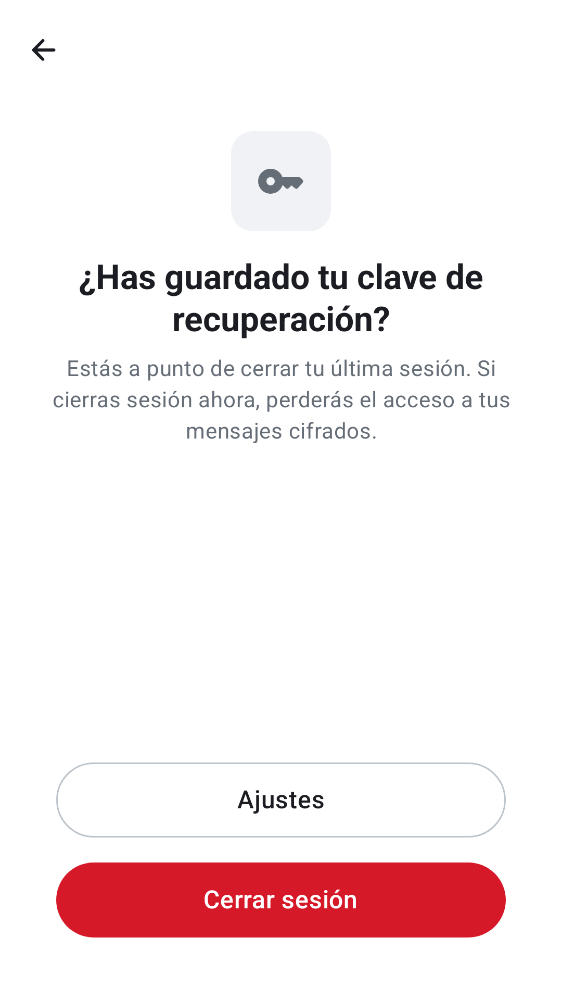 ¿Has guardado tu clave de
recuperación?
Estás a punto de cerrar tu última sesión. Si
cierras sesión ahora, perderás el acceso a tus
mensajes cifrados.
Ajustes
Cerrar sesión